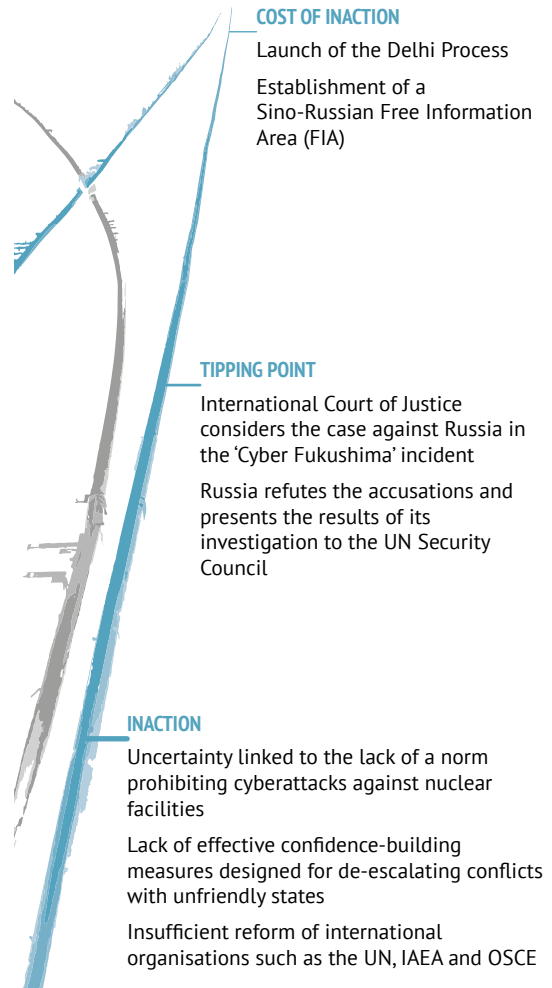 COST OF INACTION
Launch of the Delhi Process
Establishment of a
Sino-Russian Free Information
Area (FIA)
TIPPING POINT
International Court of Justice
considers the case against Russia in
the ‘Cyber Fukushima’ incident
Russia refutes the accusations and
presents the results of its
investigation to the UN Security
Council
INACTION
Uncertainty linked to the lack of a norm
prohibiting cyberattacks against nuclear
facilities
Lack of effective confidence-building
measures designed for de-escalating conflicts
with unfriendly states
Insufficient reform of international
organisations such as the UN, IAEA and OSCE